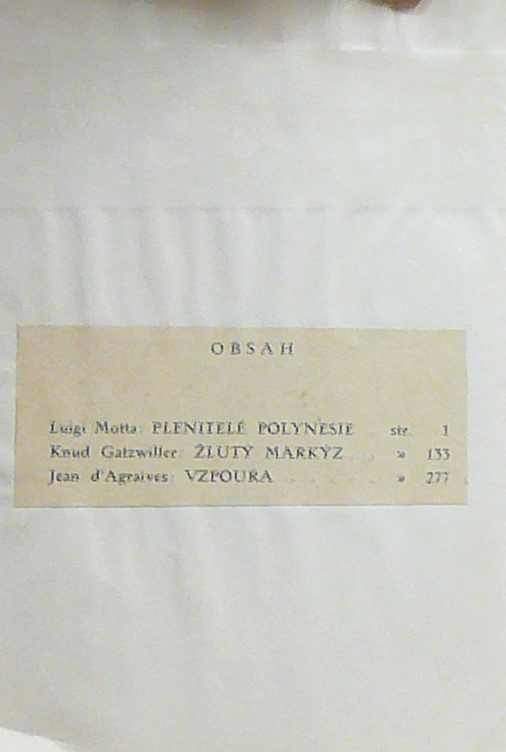 OBSAH
Luigi Motta: PLENITELÉ POLYNÉSIE str. 1
Knud Gatzwiller: ŽLUTÝ MARKÝZ . . » 133
Jean d'Agraives: VZPOURA . . . . . » 277